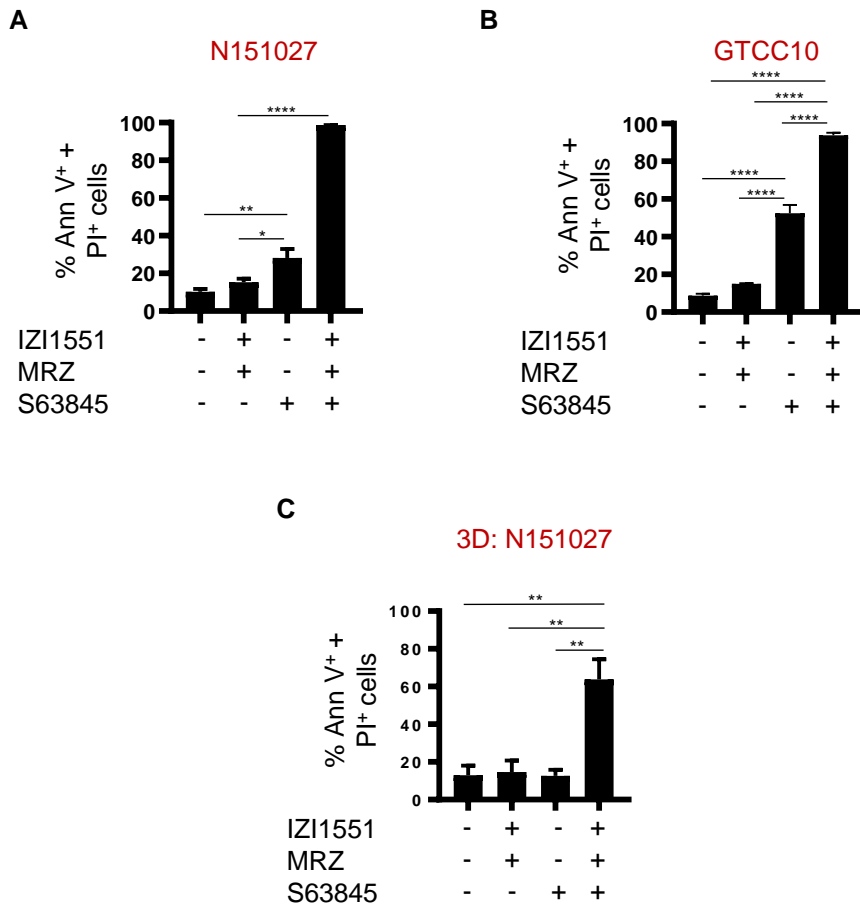 A
N151027
****
**
*
% Ann V⁺ +
PI⁺ cells
100
80
60
40
20
0
IZI1551 - + - +
MRZ - + - +
S63845 - - + +
B
GTCC10
****
****
****
****
****
% Ann V⁺ +
PI⁺ cells
100
80
60
40
20
0
IZI1551 - + - +
MRZ - + - +
S63845 - - + +
C
3D: N151027
**
**
**
% Ann V⁺ +
PI⁺ cells
100
80
60
40
20
0
IZI1551 - + - +
MRZ - + - +
S63845 - - + +